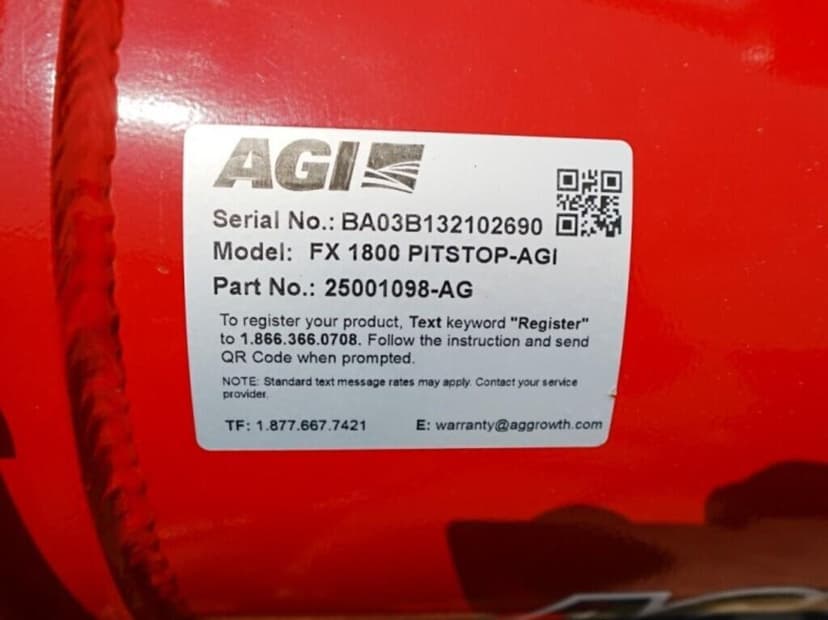 AGI
Serial No.: BA03B132102690
Model: FX 1800 PITSTOP-AGI
Part No.: 25001098-AG
To register your product, Text keyword "Register"
to 1.866.366.0708. Follow the instruction and send
QR Code when prompted.
NOTE: Standard text message rates may apply. Contact your service
provider.
TF: 1.877.667.7421 E: warranty@aggrowth.com